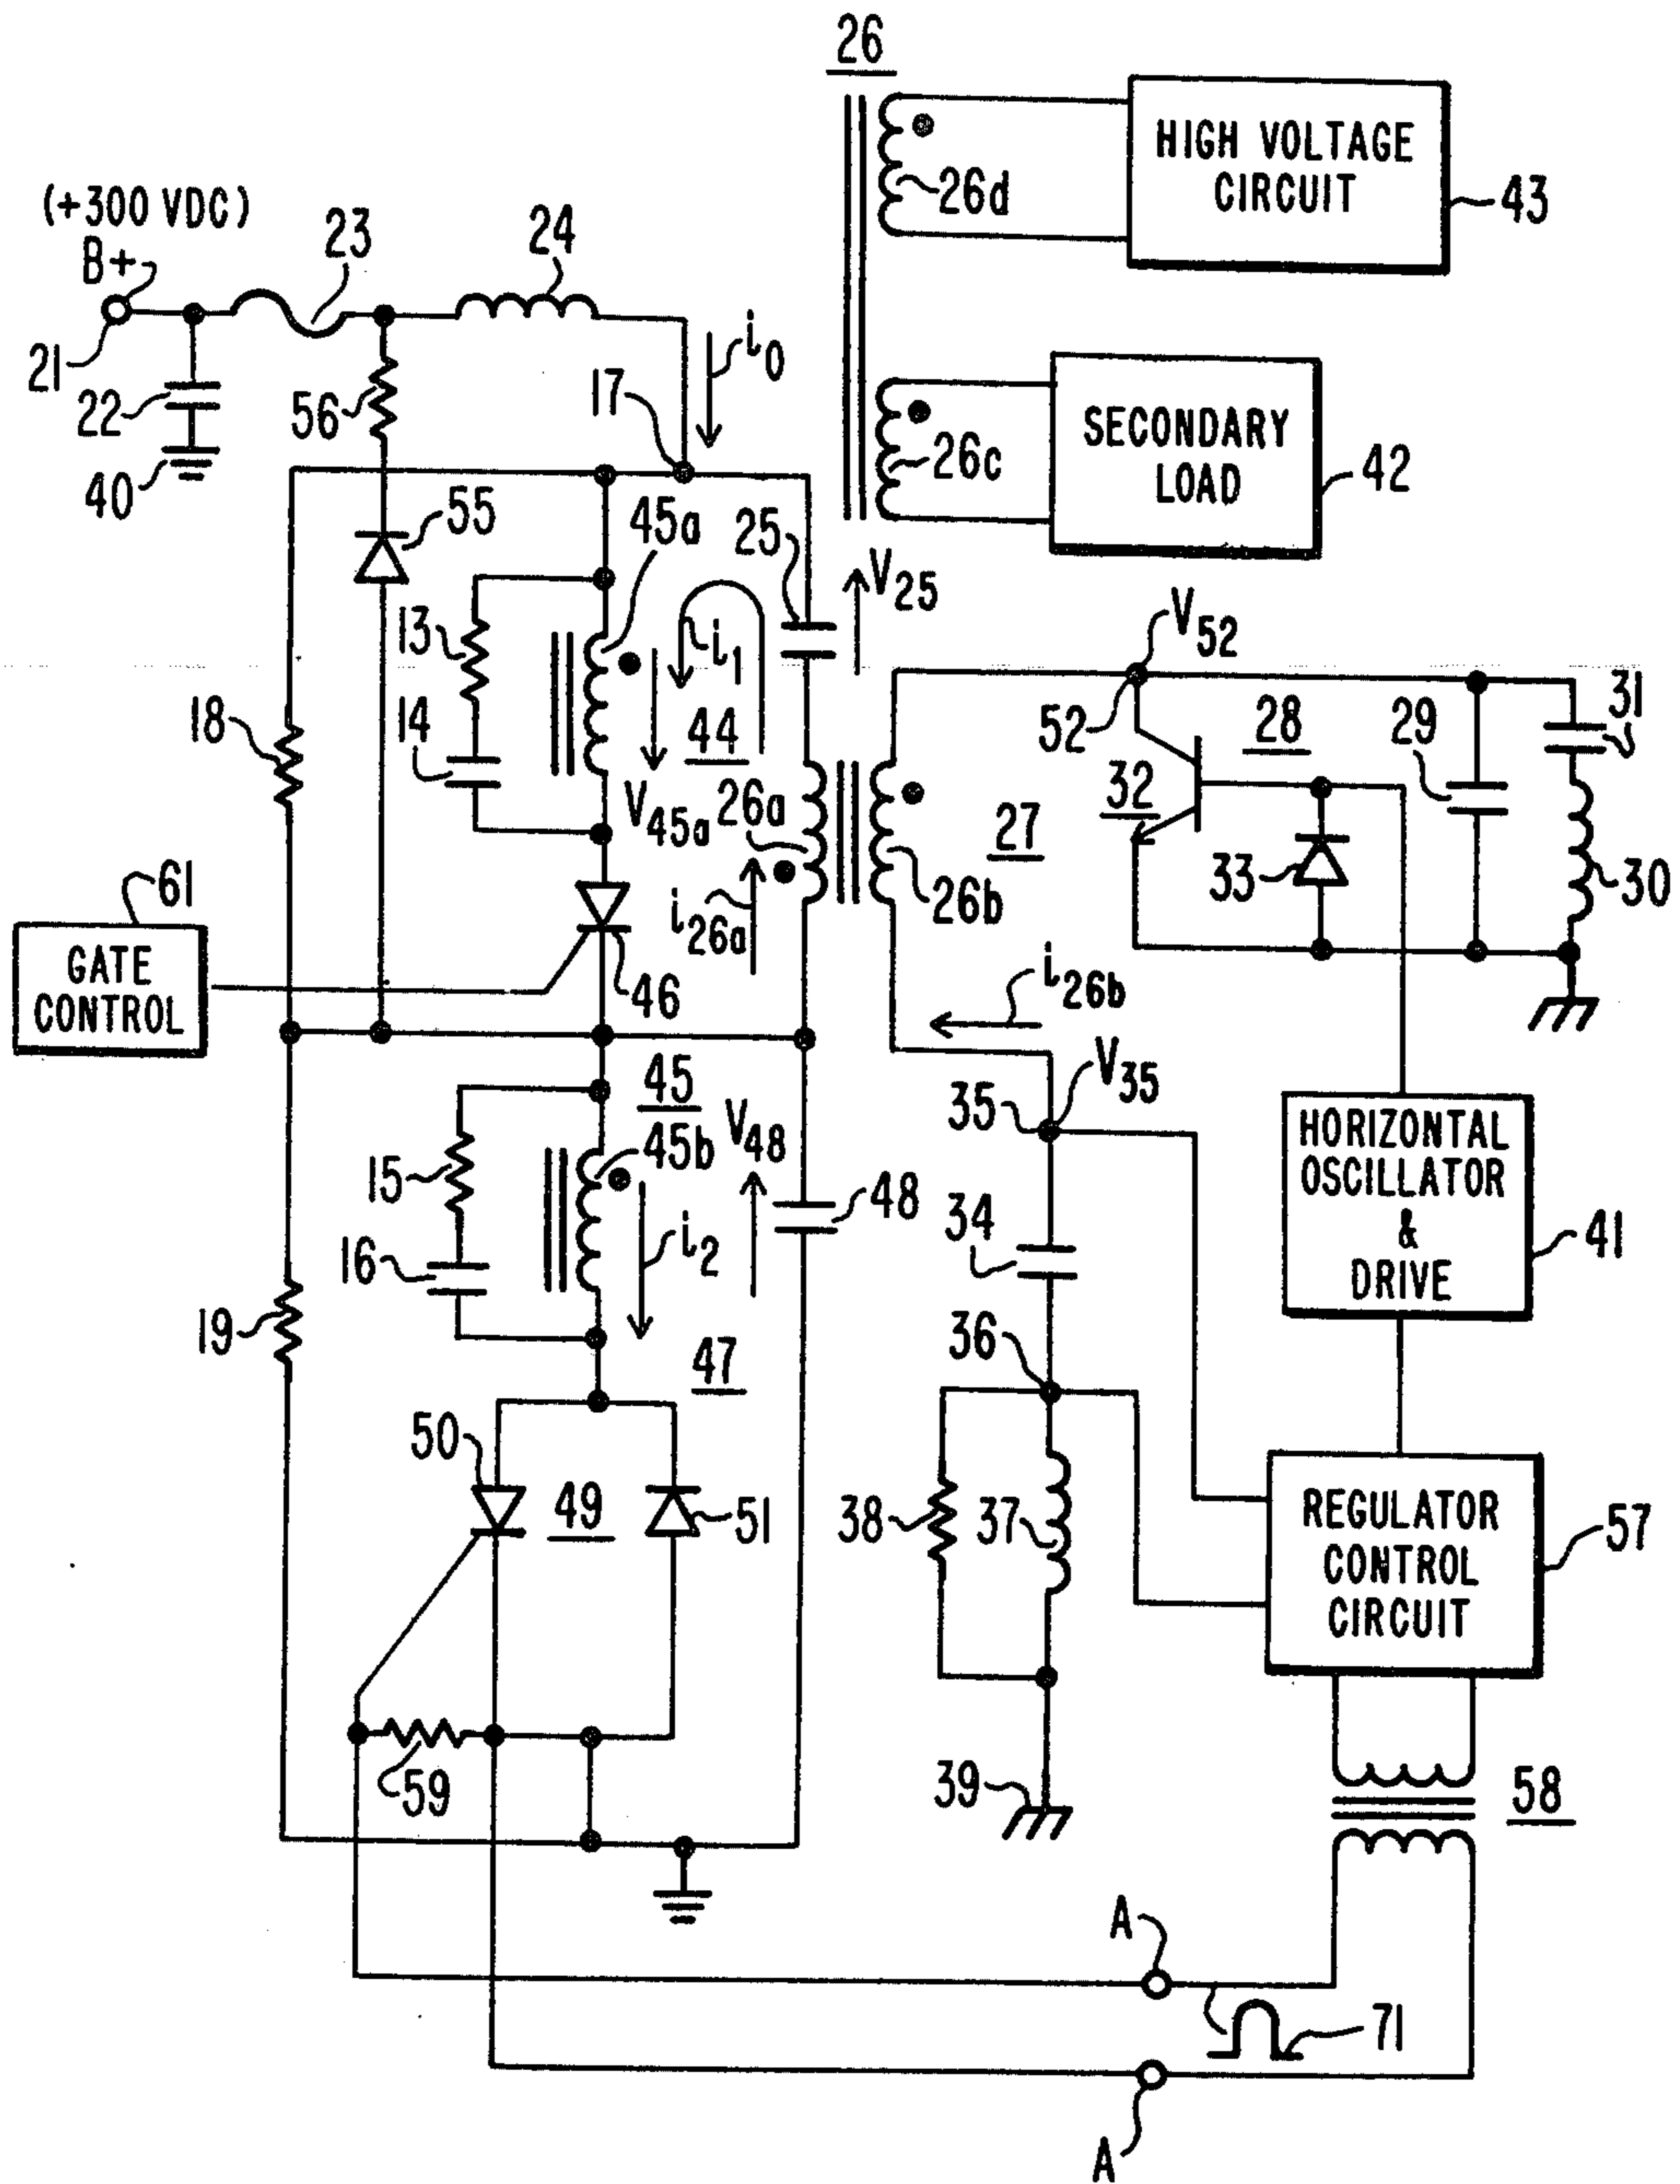 26
HIGH VOLTAGE
CIRCUIT
26d
43
(+300 VDC)
B+
23
24
21
22
40
56
17
i0
SECONDARY
LOAD
26c
42
55
45a
25
V25
13
i1
V52
18
14
44
52
28
29
31
V45a
26a
32
27
33
30
61
GATE
CONTROL
46
i26a
26b
i26b
45
V48
35
V35
45b
15
48
34
HORIZONTAL
OSCILLATOR
&
DRIVE
41
16
i2
19
47
36
50
49
51
38
37
REGULATOR
CONTROL
CIRCUIT
57
59
39
58
A
71
A